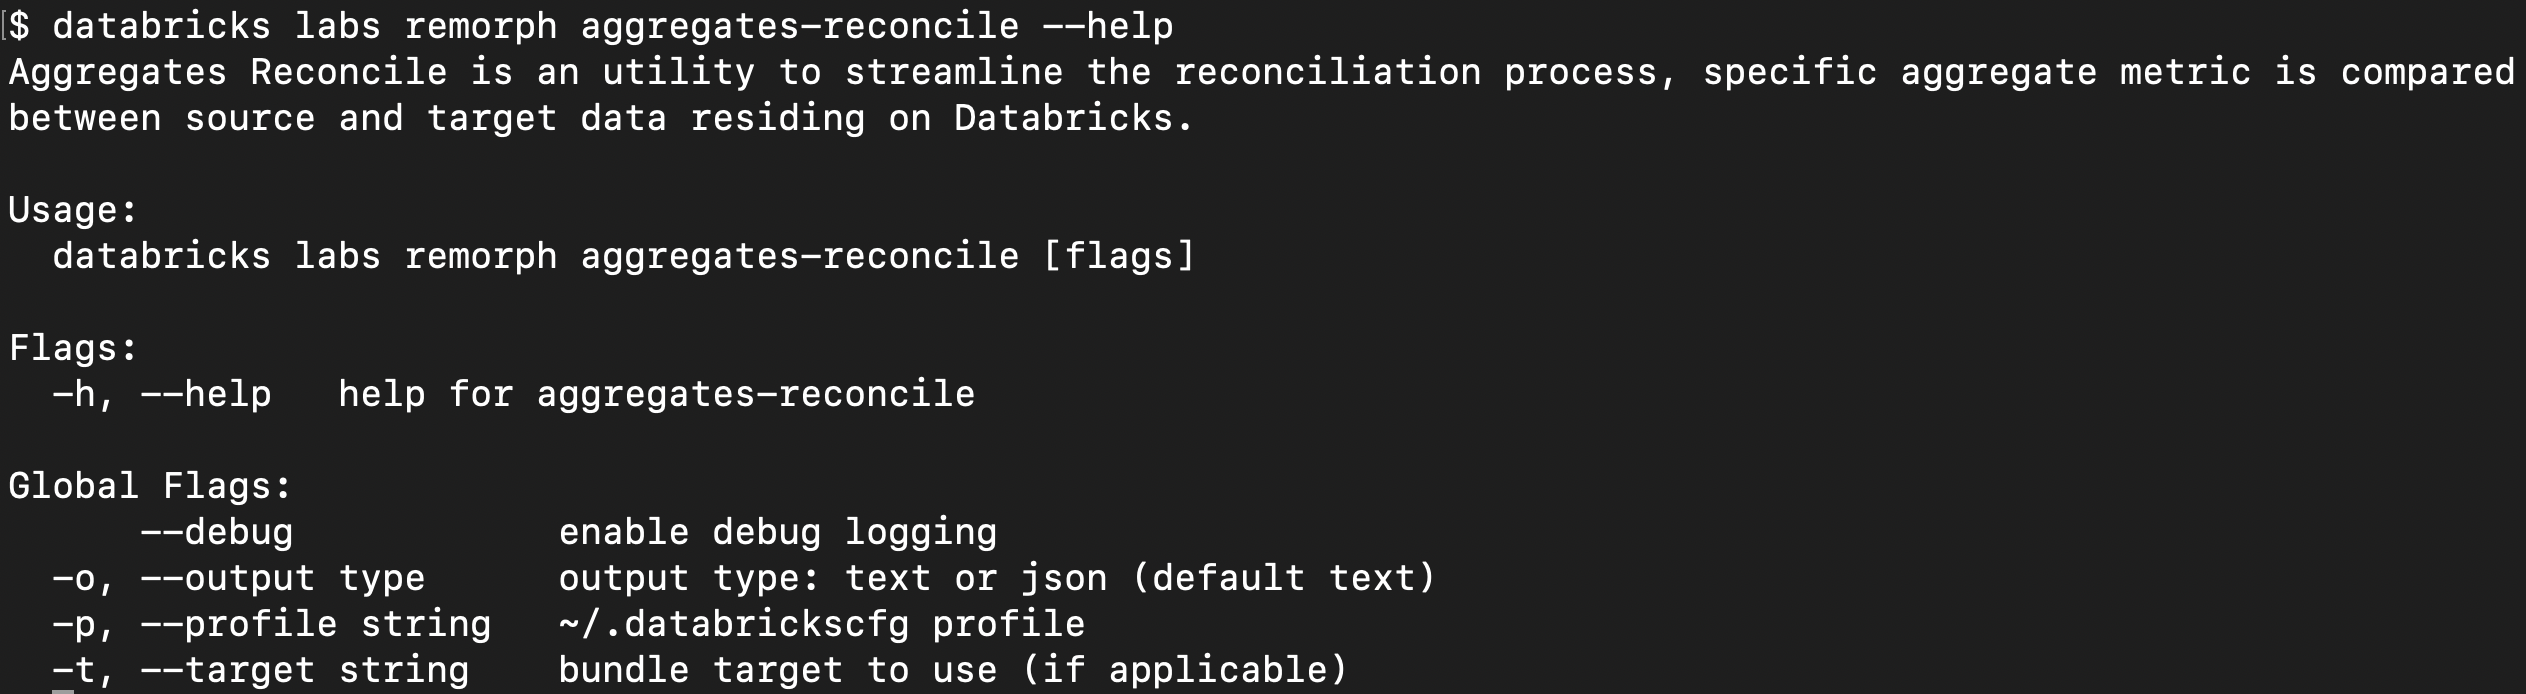 [$ databricks labs remorph aggregates-reconcile --help
Aggregates Reconcile is an utility to streamline the reconciliation process, specific aggregate metric is compared
between source and target data residing on Databricks.

Usage:
  databricks labs remorph aggregates-reconcile [flags]

Flags:
  -h, --help   help for aggregates-reconcile

Global Flags:
      --debug            enable debug logging
  -o, --output type      output type: text or json (default text)
  -p, --profile string   ~/.databrickscfg profile
  -t, --target string    bundle target to use (if applicable)